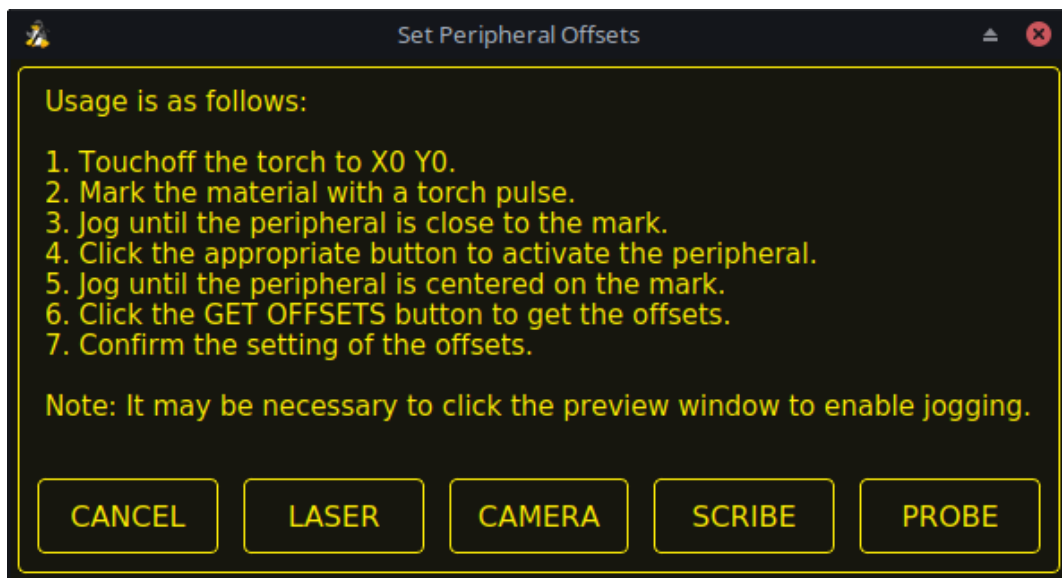 Set Peripheral Offsets
Usage is as follows:
1. Touchoff the torch to X0 Y0.
2. Mark the material with a torch pulse.
3. Jog until the peripheral is close to the mark.
4. Click the appropriate button to activate the peripheral.
5. Jog until the peripheral is centered on the mark.
6. Click the GET OFFSETS button to get the offsets.
7. Confirm the setting of the offsets.
Note: It may be necessary to click the preview window to enable jogging.
CANCEL LASER CAMERA SCRIBE PROBE